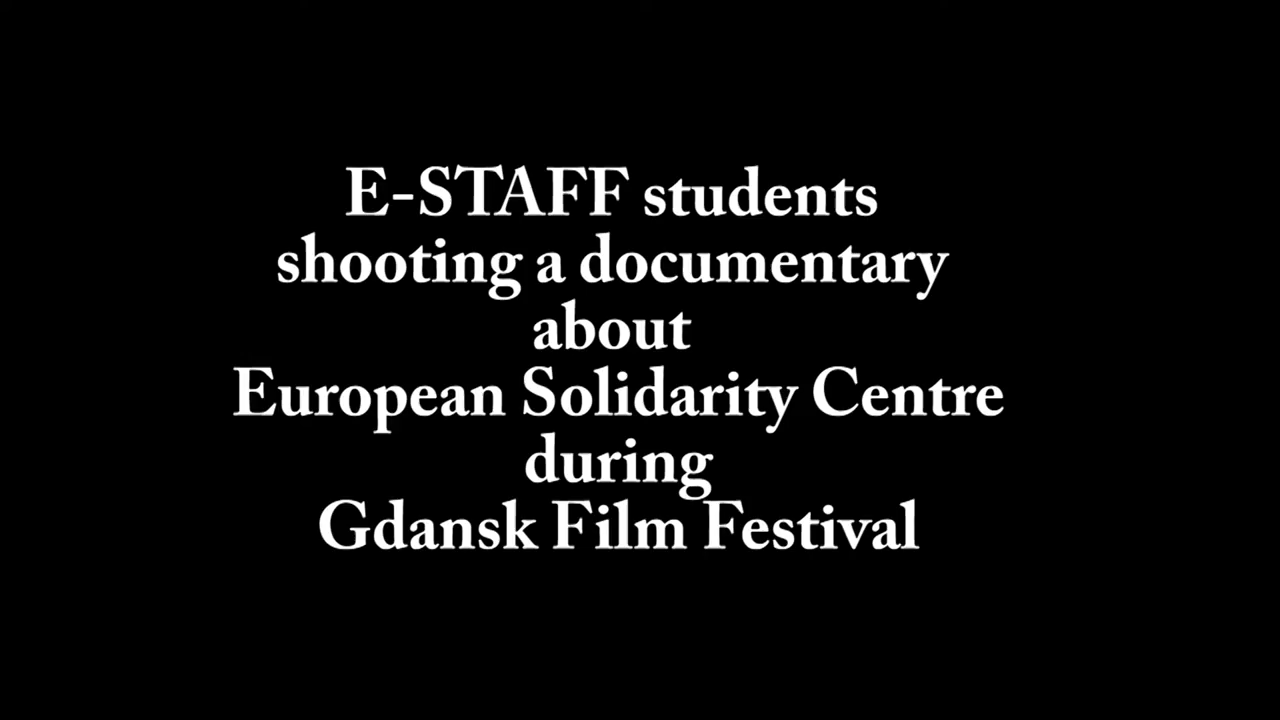 E-STAFF students
shooting a documentary
about
European Solidarity Centre
during
Gdansk Film Festival